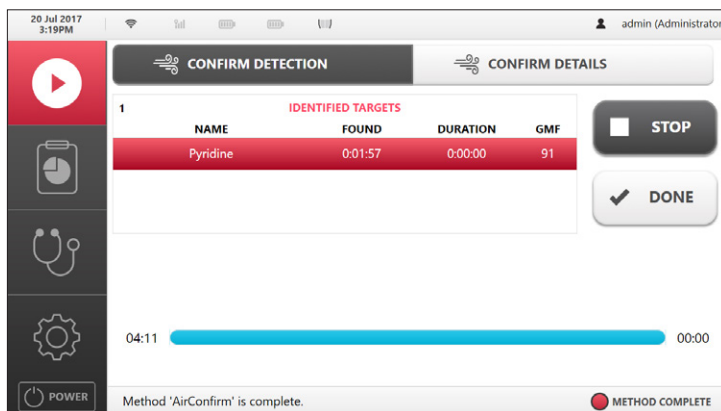 20 Jul 2017
3:19PM
admin (Administrator
CONFIRM DETECTION
CONFIRM DETAILS
1
IDENTIFIED TARGETS
NAME FOUND DURATION GMF
Pyridine 0:01:57 0:00:00 91
STOP
DONE
04:11
00:00
POWER
Method 'AirConfirm' is complete.
METHOD COMPLETE